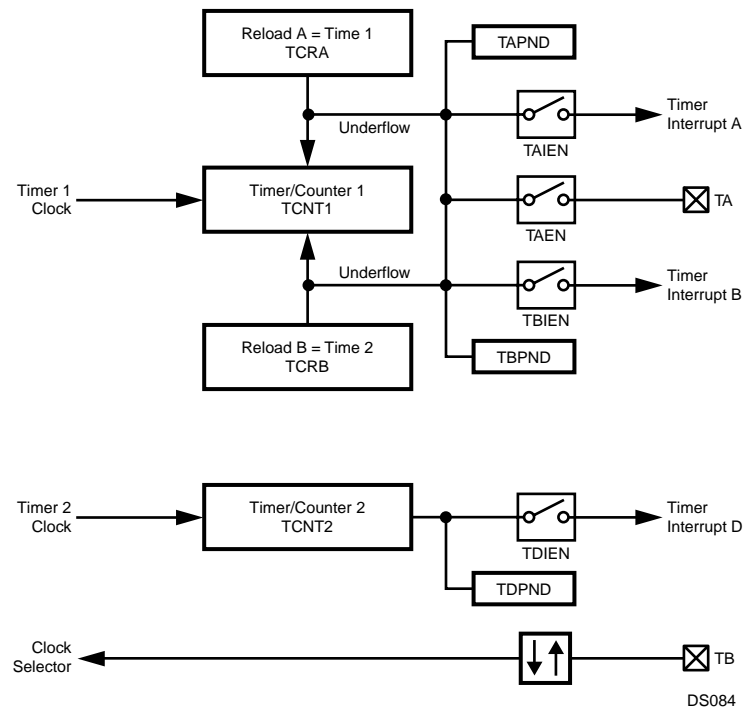 Reload A = Time 1
TCRA
TAPND
Underflow
TAIEN
Timer
Interrupt A
Timer 1
Clock
Timer/Counter 1
TCNT1
TAEN
TA
Underflow
TBIEN
Timer
Interrupt B
Reload B = Time 2
TCRB
TBPND
Timer 2
Clock
Timer/Counter 2
TCNT2
TDIEN
Timer
Interrupt D
TDPND
Clock
Selector
TB
DS084